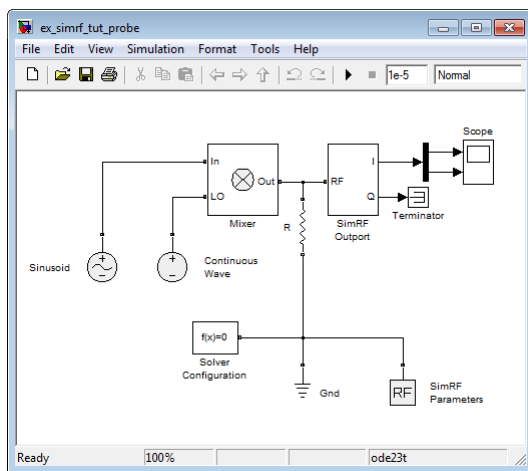 ex_simrf_tut_probe
File Edit View Simulation Format Tools Help
1e-5 Normal
Scope
In
Out
LO
Mixer
RF
I
Q
SimRF
Outport
Terminator
R
Sinusoid
Continuous
Wave
f(x)=0
Solver
Configuration
Gnd
RF
SimRF
Parameters
Ready 100% ode23t